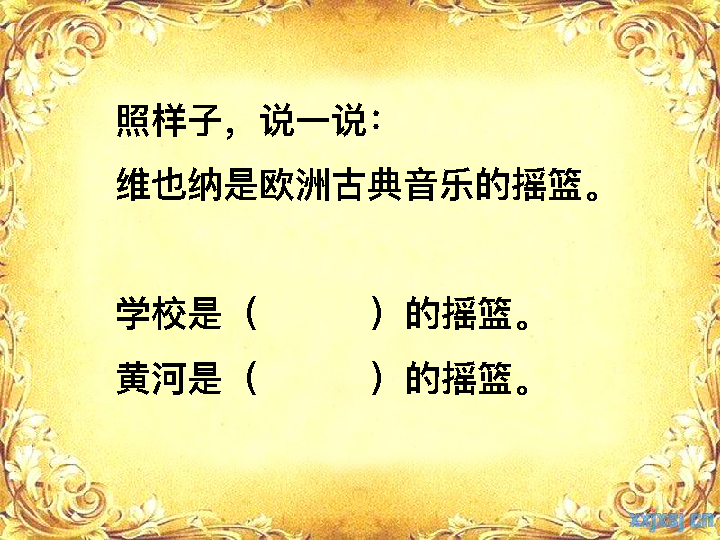 照样子，说一说：
维也纳是欧洲古典音乐的摇篮。
学校是（　　　）的摇篮。
黄河是（　　　）的摇篮。
xxjxsj.cn